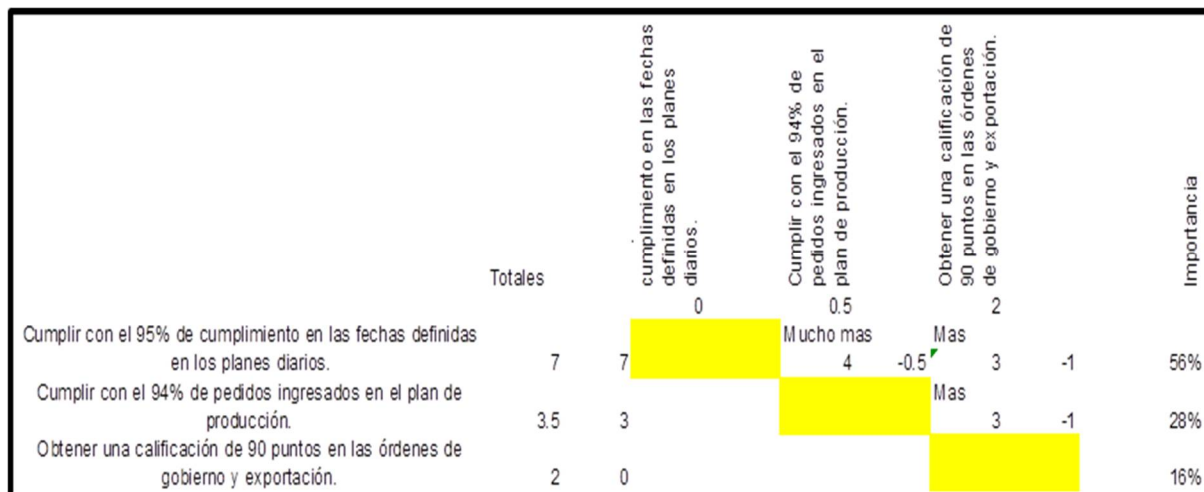 cumplimiento en las fechas
definidas en los planes
diarios.
Cumplir con el 94% de
pedidos ingresados en el
plan de producción.
Obtener una calificación de
90 puntos en las órdenes
de gobierno y exportación.
Importancia
Totales
0 0.5 2
Cumplir con el 95% de cumplimiento en las fechas definidas
en los planes diarios.
7 7
Mucho mas
4 -0.5
Mas
3 -1
56%
Cumplir con el 94% de pedidos ingresados en el plan de
producción.
3.5 3
Mas
3 -1
28%
Obtener una calificación de 90 puntos en las órdenes de
gobierno y exportación.
2 0
16%